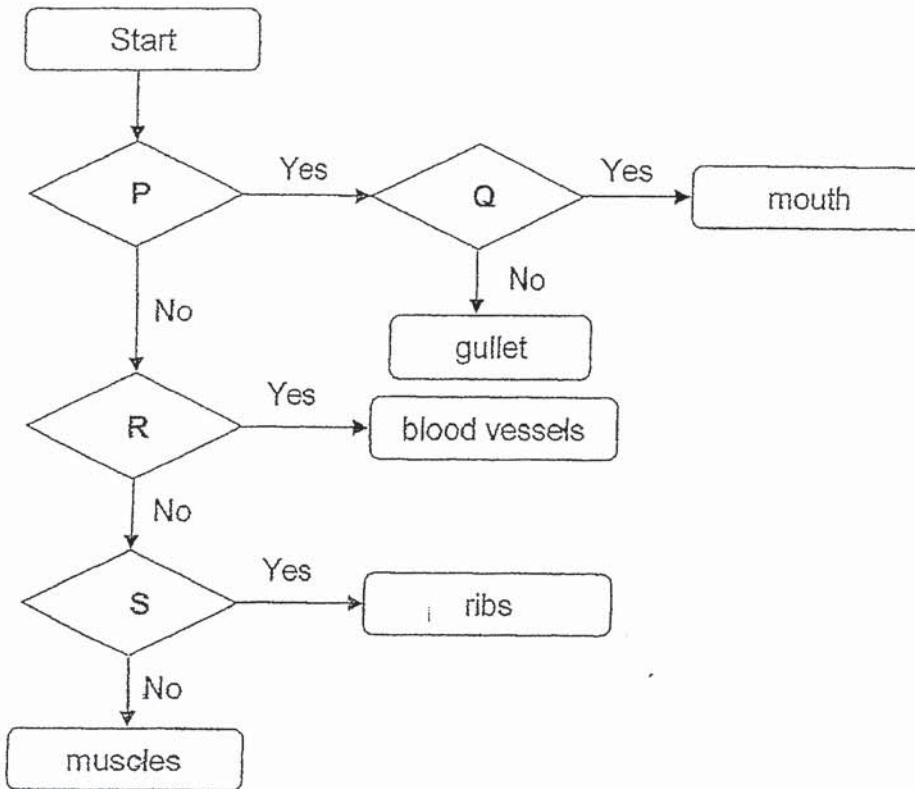 Start
P
Yes
Q
Yes
mouth
No
gullet
No
R
Yes
blood vessels
No
S
Yes
ribs
No
muscles